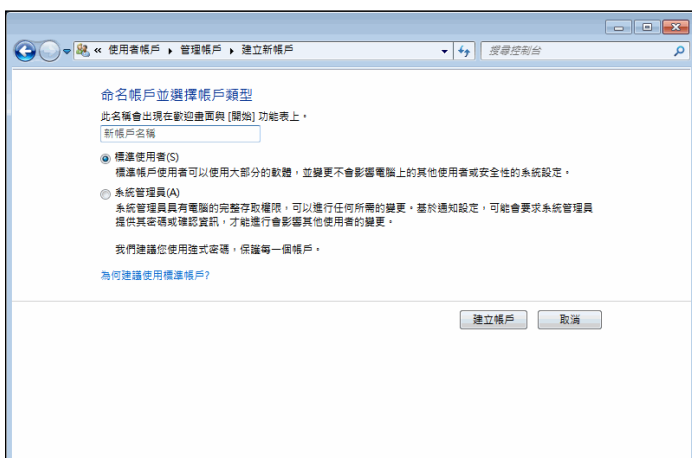 « 使用者帳戶 ▸ 管理帳戶 ▸ 建立新帳戶
搜尋控制台
命名帳戶並選擇帳戶類型
此名稱會出現在歡迎畫面與 [開始] 功能表上。
新帳戶名稱
標準使用者(S)
標準帳戶使用者可以使用大部分的軟體，並變更不會影響電腦上的其他使用者或安全性的系統設定。
系統管理員(A)
系統管理員具有電腦的完整存取權限，可以進行任何所需的變更。基於通知設定，可能會要求系統管理員
提供其密碼或確認資訊，才能進行會影響其他使用者的變更。
我們建議您使用強式密碼，保護每一個帳戶。
為何建議使用標準帳戶?
建立帳戶
取消